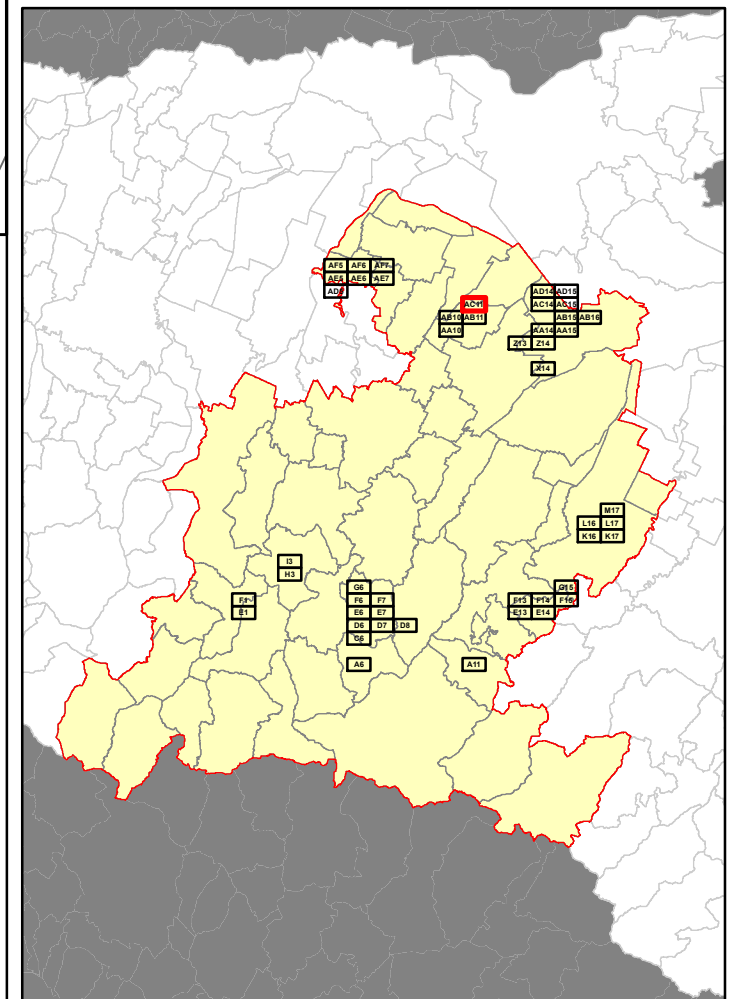 AF5 AF6 AF7
AE5 AE6 AE7
AD5
AD14 AD15
AC11 AC14 AC15
AB10 AB11 AB15 AB16
AA10 AA14 AA15
Z13 Z14
X14
M17
L16 L17
K16 K17
I3
H3
G6 G15
F1 F6 F7 F13 F14 F15
E1 E6 E7 E13 E14
D6 D7 D8
C6
A6 A11